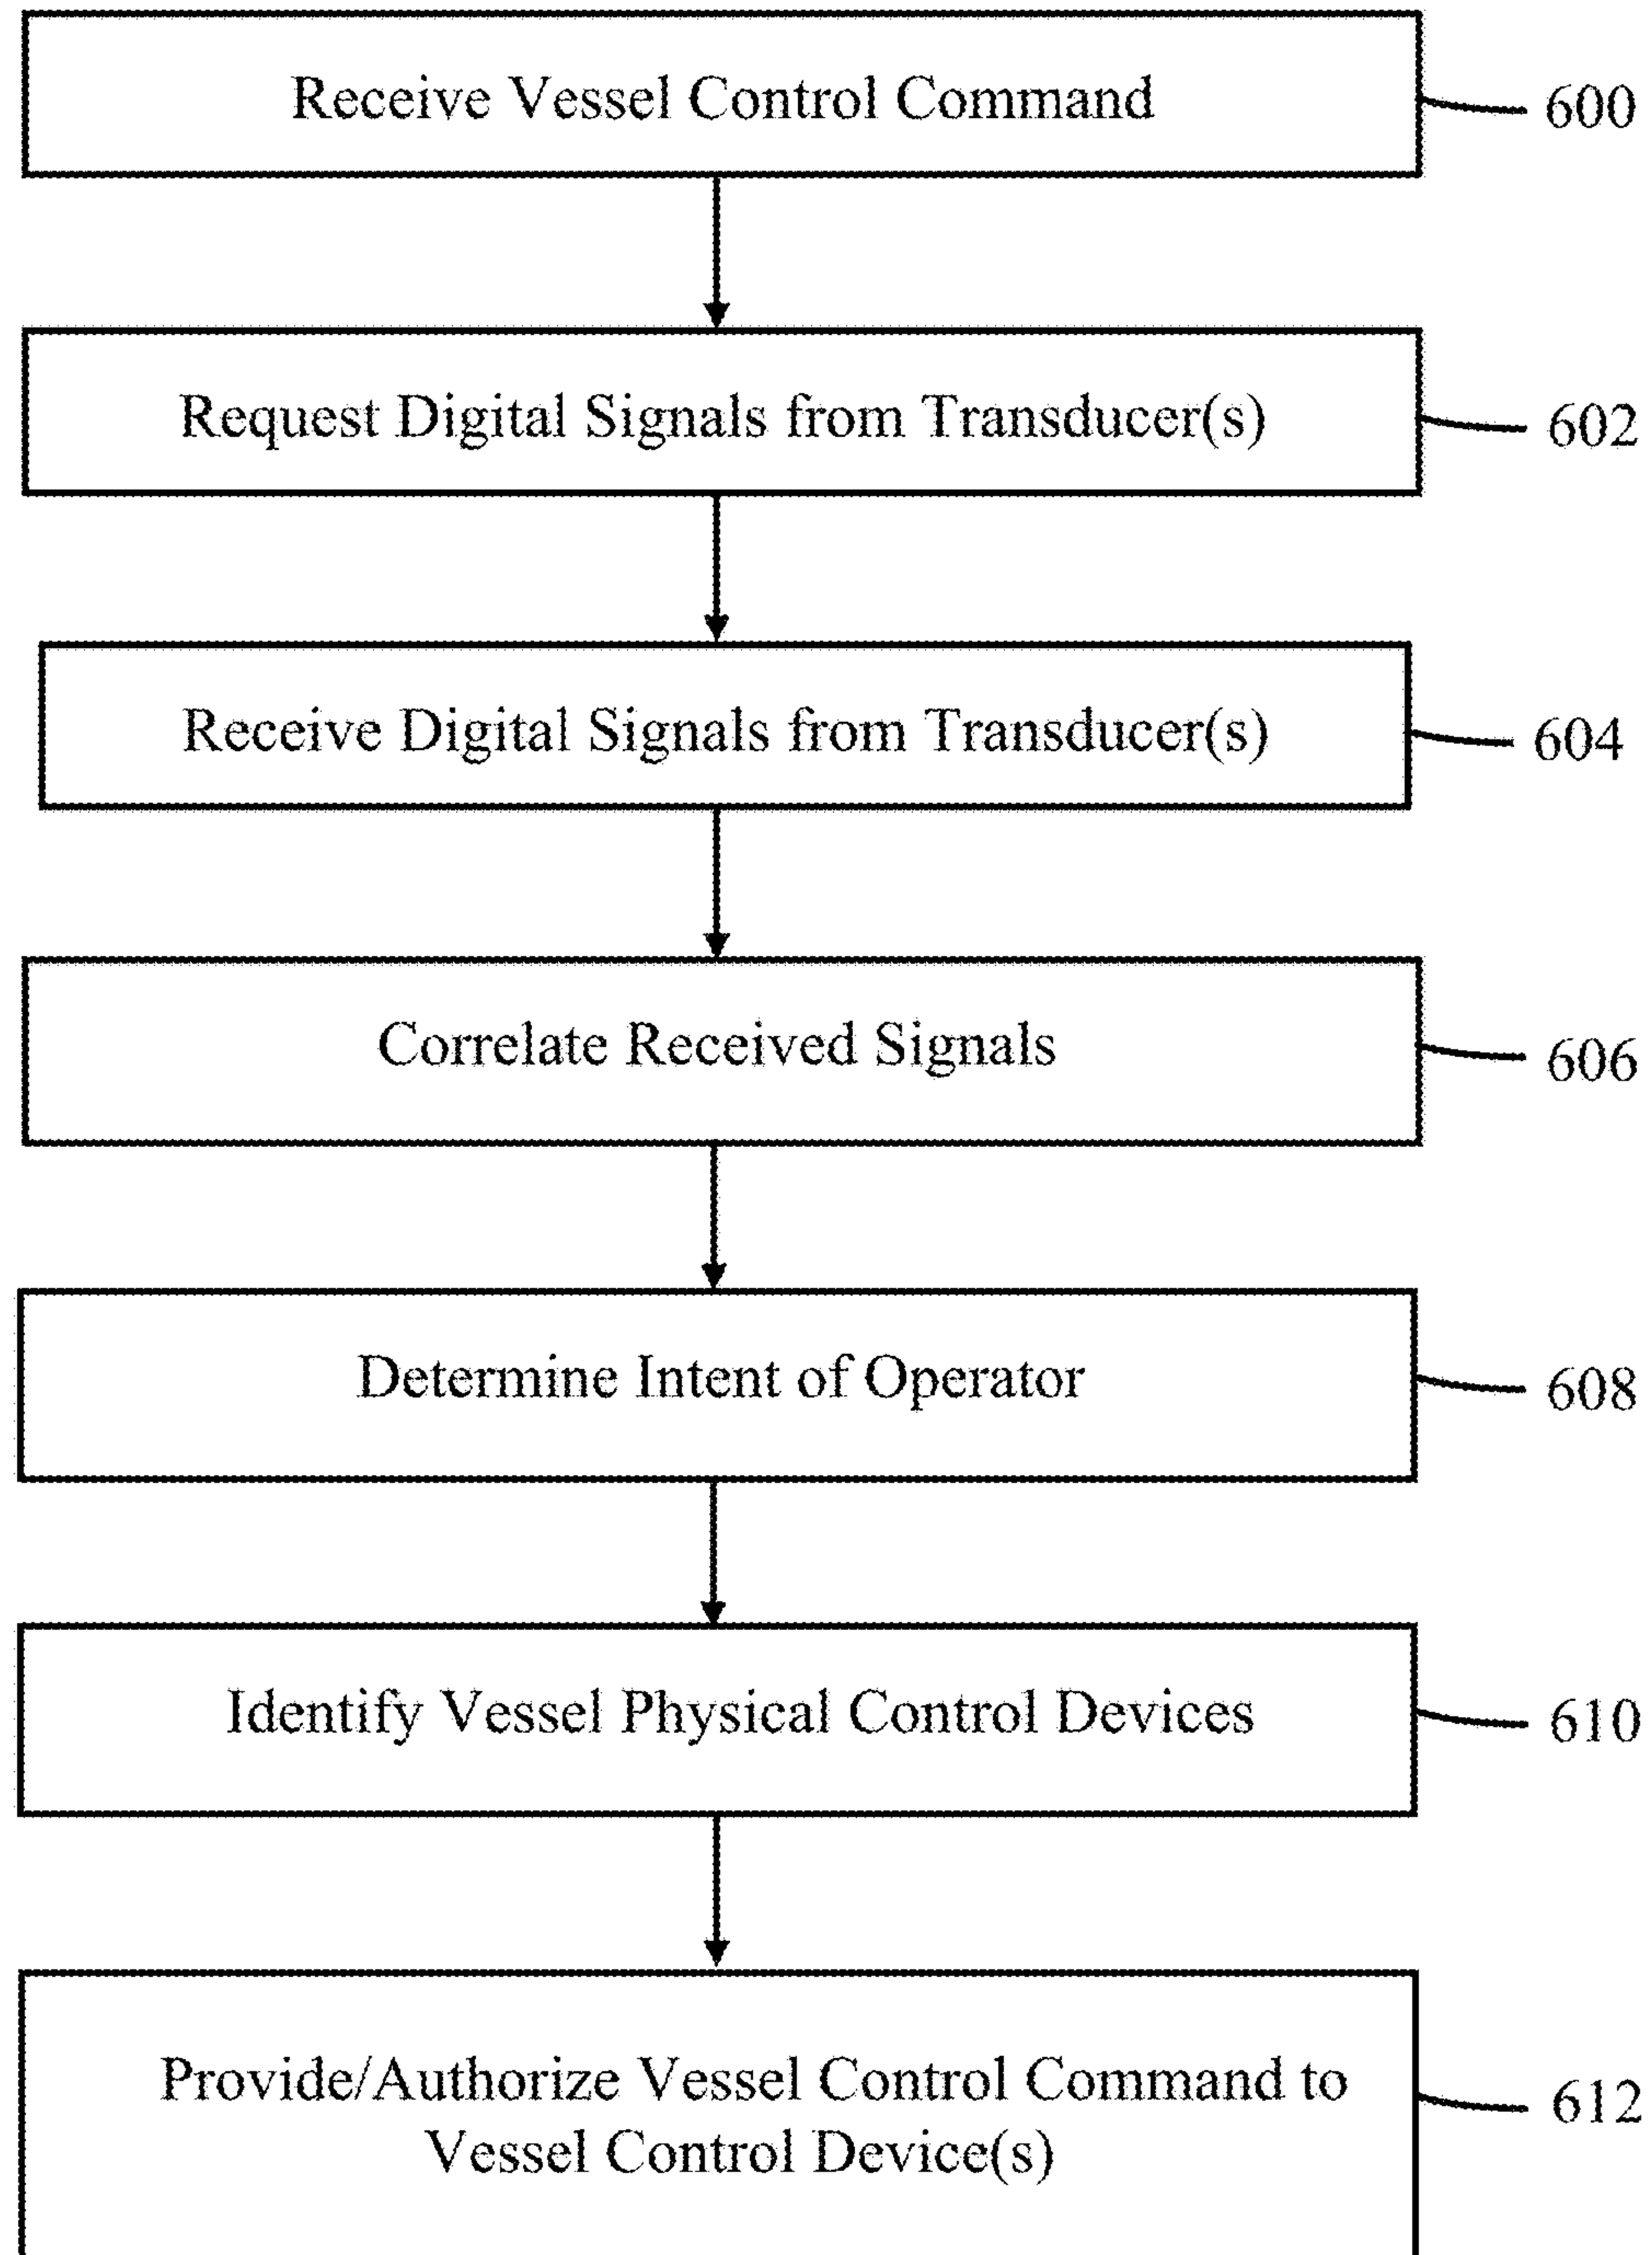 Receive Vessel Control Command
600
Request Digital Signals from Transducer(s)
602
Receive Digital Signals from Transducer(s)
604
Correlate Received Signals
606
Determine Intent of Operator
608
Identify Vessel Physical Control Devices
610
Provide/Authorize Vessel Control Command to
Vessel Control Device(s)
612